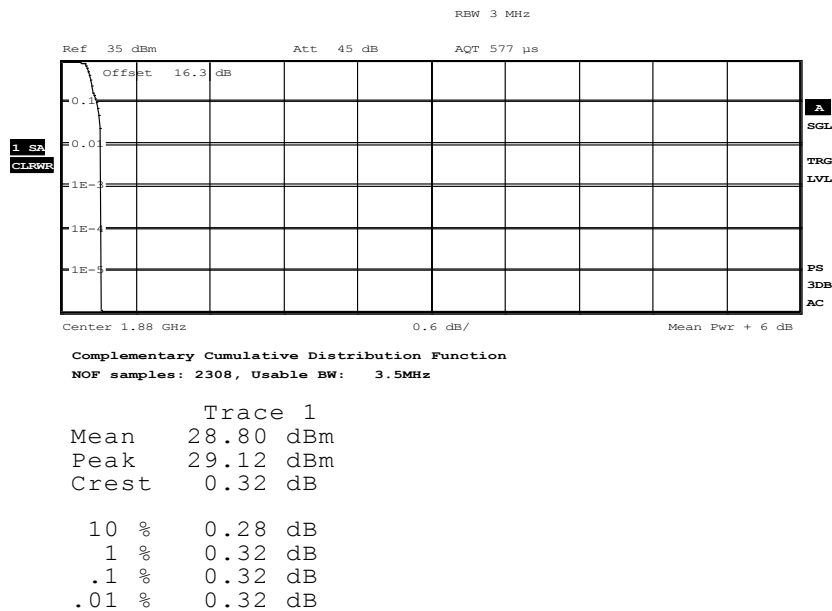 RBW 3 MHz
Ref 35 dBm Att 45 dB AQT 577 µs
Offset 16.3 dB
0.1
A
SGL
1 SA
0.01
CLRWR
TRG
LVL
1E-3
1E-4
1E-5
PS
3DB
AC
Center 1.88 GHz 0.6 dB/ Mean Pwr + 6 dB
Complementary Cumulative Distribution Function
NOF samples: 2308, Usable BW: 3.5MHz
Trace 1
Mean 28.80 dBm
Peak 29.12 dBm
Crest 0.32 dB
10 % 0.28 dB
1 % 0.32 dB
.1 % 0.32 dB
.01 % 0.32 dB